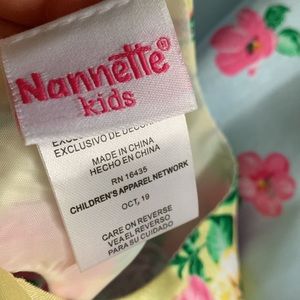 Nannette®
kids
EXCLUSIVO DE DECOR
MADE IN CHINA
HECHO EN CHINA
RN 16435
CHILDREN'S APPAREL NETWORK
OCT, 19
CARE ON REVERSE
VEA EL REVERSO
PARA SU CUIDADO